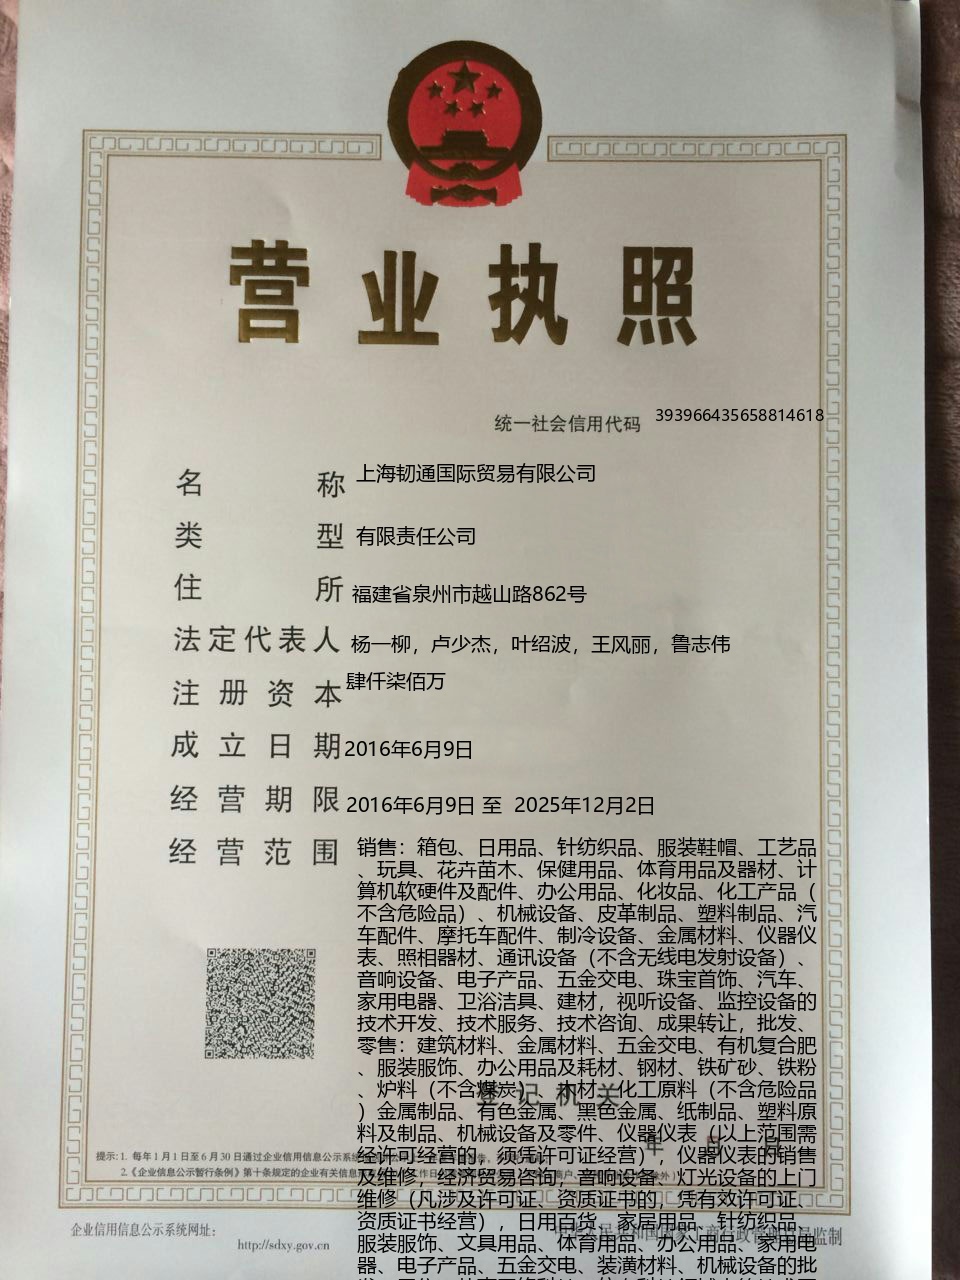 营业执照
统一社会信用代码 393966435658814618
名称 上海韧通国际贸易有限公司
类型 有限责任公司
住所 福建省泉州市越山路862号
法定代表人 杨一柳，卢少杰，叶绍波，王风丽，鲁志伟
注册资本 肆仟柒佰万
成立日期 2016年6月9日
经营期限 2016年6月9日 至 2025年12月2日
经营范围 销售：箱包、日用品、针纺织品、服装鞋帽、工艺品
、玩具、花卉苗木、保健用品、体育用品及器材、计
算机软硬件及配件、办公用品、化妆品、化工产品（
不含危险品）、机械设备、皮革制品、塑料制品、汽
车配件、摩托车配件、制冷设备、金属材料、仪器仪
表、照相器材、通讯设备（不含无线电发射设备）、
音响设备、电子产品、五金交电、珠宝首饰、汽车、
家用电器、卫浴洁具、建材，视听设备、监控设备的
技术开发、技术服务、技术咨询、成果转让，批发、
零售：建筑材料、金属材料、五金交电、有机复合肥
、服装服饰、办公用品及耗材、钢材、铁矿砂、铁粉
、炉料（不含煤炭）、木材、化工原料（不含危险品
）金属制品、有色金属、黑色金属、纸制品、塑料原
料及制品、机械设备及零件、仪器仪表（以上范围需
经许可经营的，须凭许可证经营），仪器仪表的销售
及维修，经济贸易咨询，音响设备、灯光设备的上门
维修（凡涉及许可证、资质证书的，凭有效许可证、
资质证书经营），日用百货、家居用品、针纺织品、
服装服饰、文具用品、体育用品、办公用品、家用电
器、电子产品、五金交电、装潢材料、机械设备的批
登记机关
年 月 日
提示：1. 每年1月1日至6月30日通过企业信用信息公示系统
2.《企业信息公示暂行条例》第十条规定的企业有关信息
企业信用信息公示系统网址：
http://sdxy.gov.cn
中华人民共和国国家工商行政管理总局监制